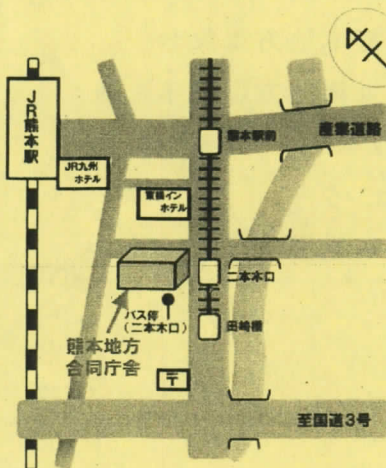 JR熊本駅
JR九州
ホテル
熊本駅前
産業道路
東横イン
ホテル
二本木口
バス停
(二本木口)
田崎橋
熊本地方
合同庁舎
〒
至国道3号